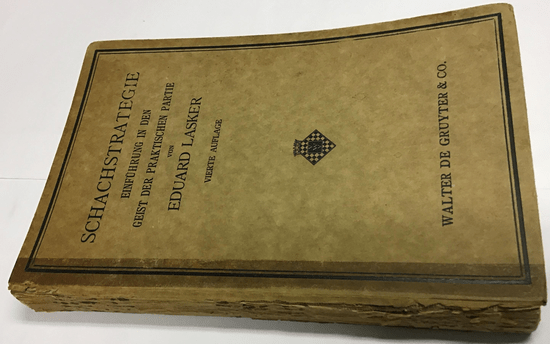 SCHACHSTRATEGIE
EINFÜHRUNG IN DEN
GEIST DER PRAKTISCHEN PARTIE
VON
EDUARD LASKER
VIERTE AUFLAGE
WALTER DE GRUYTER & CO.